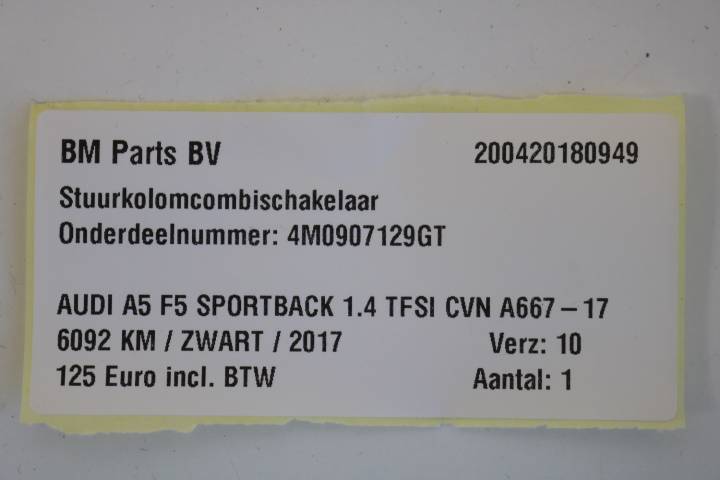 BM Parts BV 200420180949
Stuurkolomcombischakelaar
Onderdeelnummer: 4M0907129GT
AUDI A5 F5 SPORTBACK 1.4 TFSI CVN A667 – 17
6092 KM / ZWART / 2017 Verz: 10
125 Euro incl. BTW Aantal: 1